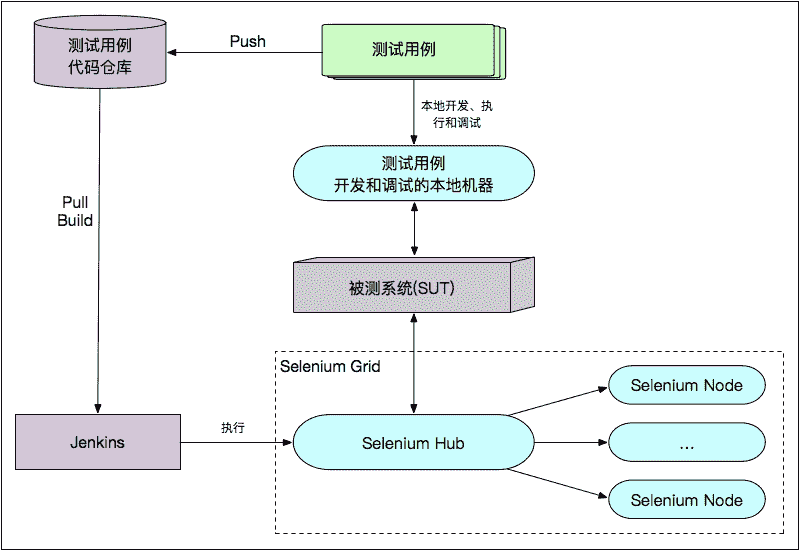 测试用例
代码仓库
Push
测试用例
本地开发、执
行和调试
测试用例
开发和调试的本地机器
Pull
Build
被测系统(SUT)
Selenium Grid
Selenium Node
Jenkins
执行
Selenium Hub
...
Selenium Node